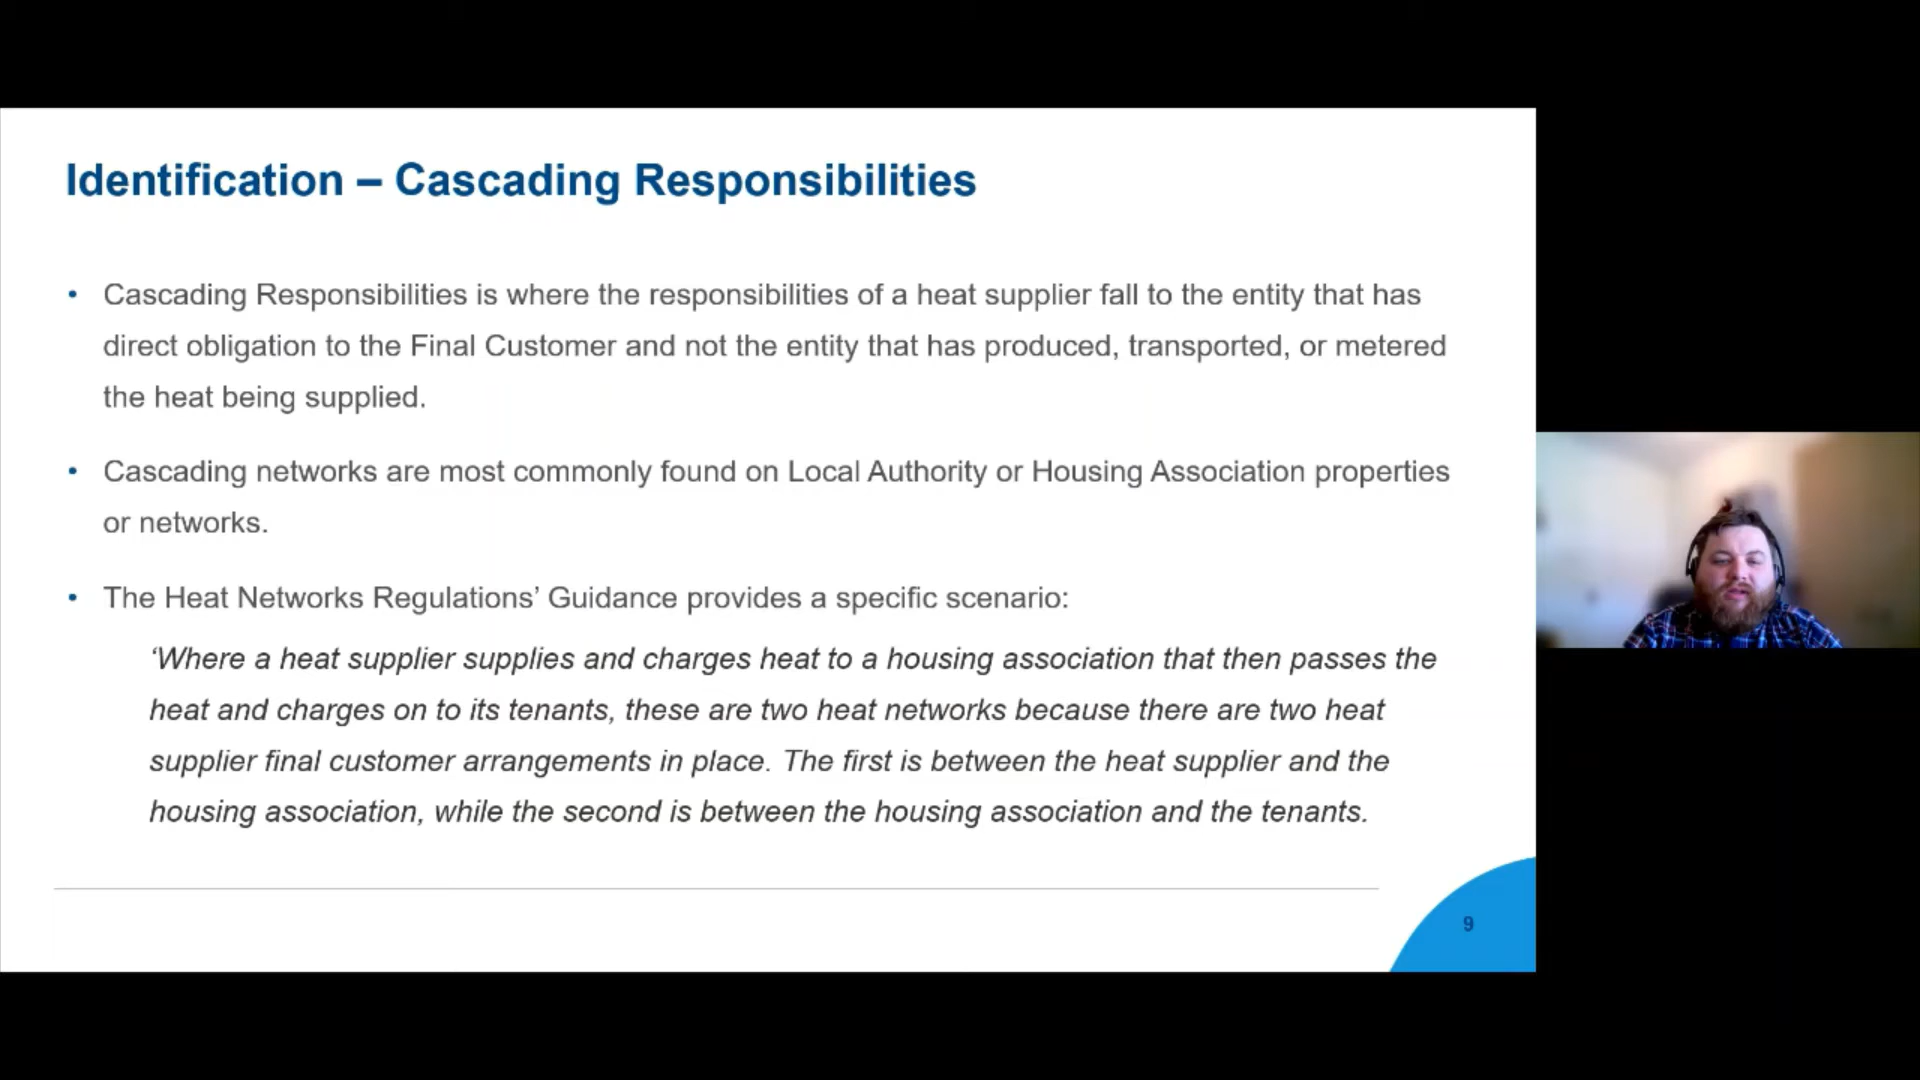 Identification – Cascading Responsibilities
• Cascading Responsibilities is where the responsibilities of a heat supplier fall to the entity that has
direct obligation to the Final Customer and not the entity that has produced, transported, or metered
the heat being supplied.
• Cascading networks are most commonly found on Local Authority or Housing Association properties
or networks.
• The Heat Networks Regulations’ Guidance provides a specific scenario:
‘Where a heat supplier supplies and charges heat to a housing association that then passes the
heat and charges on to its tenants, these are two heat networks because there are two heat
supplier final customer arrangements in place. The first is between the heat supplier and the
housing association, while the second is between the housing association and the tenants.
9